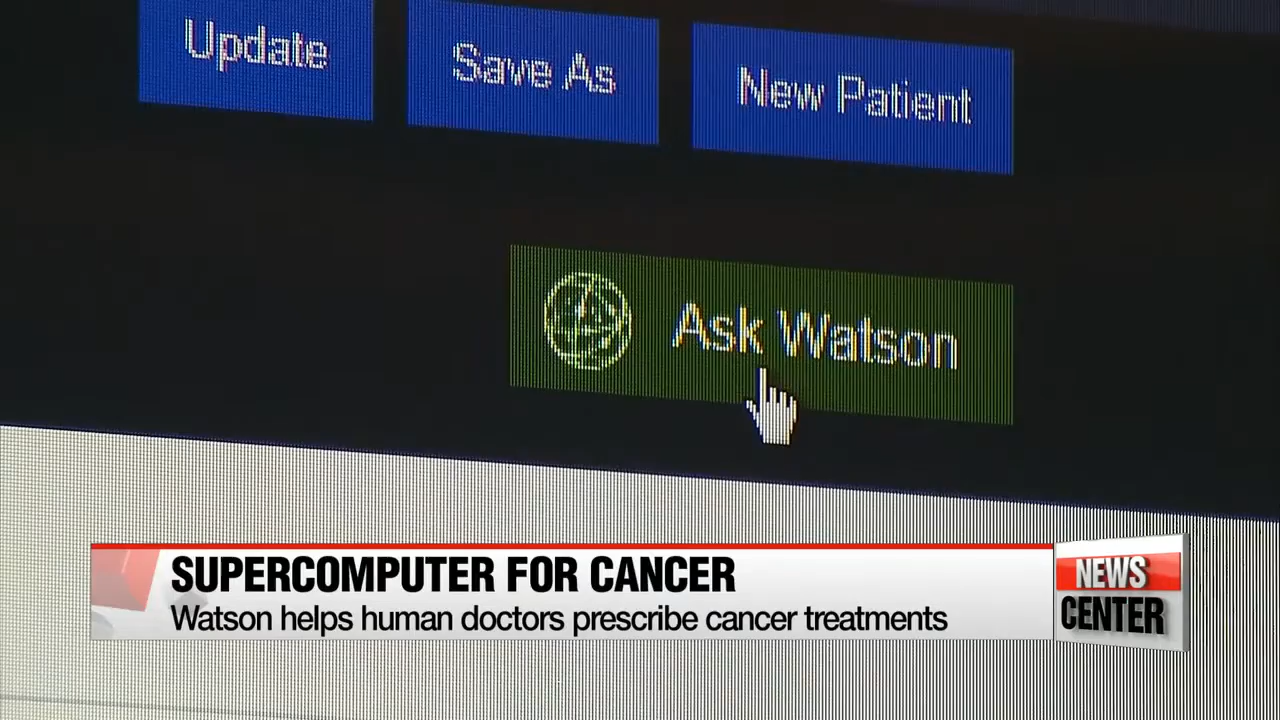 Update
Save As
New Patient
Ask Watson
SUPERCOMPUTER FOR CANCER
Watson helps human doctors prescribe cancer treatments
NEWS
CENTER